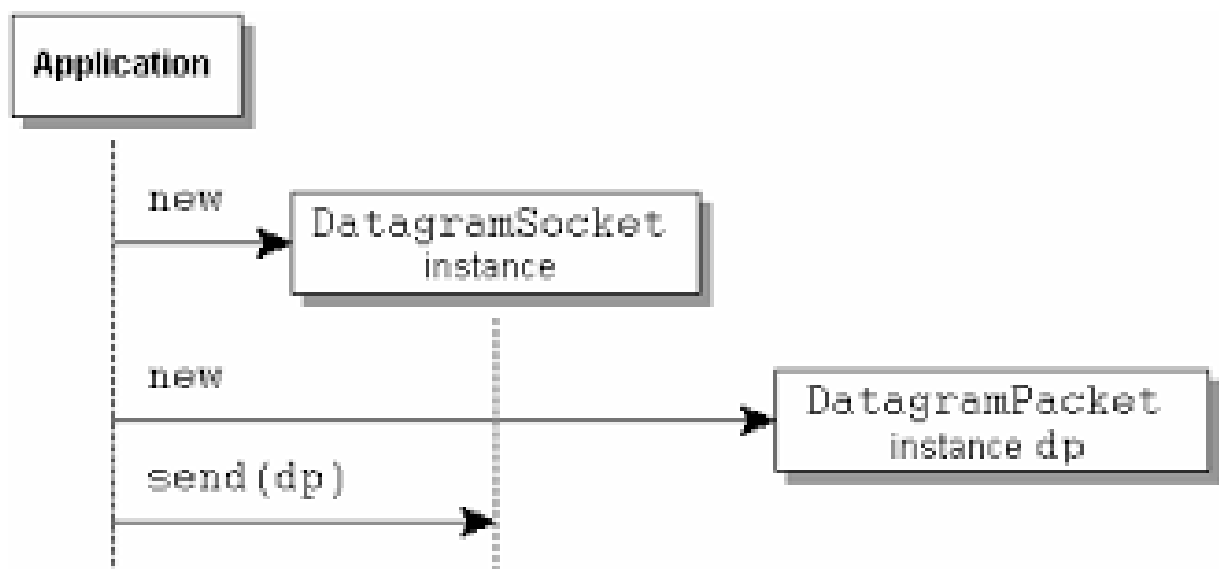 Application
new
DatagramSocket
instance
new
DatagramPacket
instance dp
send(dp)